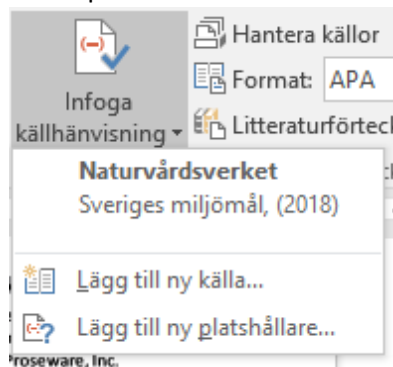 Infoga
källhänvisning
Hantera källor
Format: APA
Litteraturförtec
Naturvårdsverket
Sveriges miljömål, (2018)
Lägg till ny källa...
Lägg till ny platshållare...
Proseware, Inc.